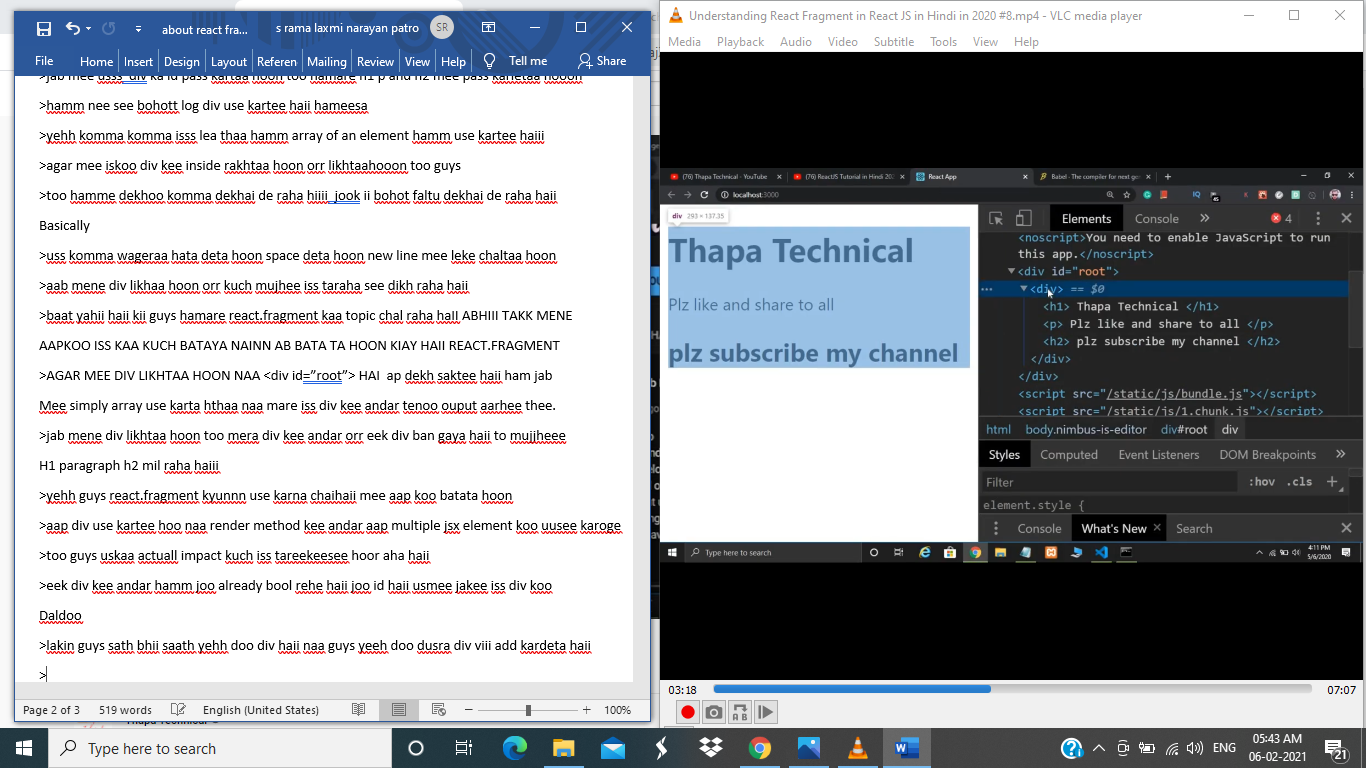 about react fra...
s rama laxmi narayan patro
SR
File
Home
Insert
Design
Layout
Referen
Mailing
Review
View
Help
Tell me
Share
>jab mee usss div ka id pass kartaa hoon too hamare h1 p and h2 mee pass karletaa hooon
>hamm nee see bohott log div use kartee haii hameesa
>yehh komma komma isss lea thaa hamm array of an element hamm use kartee haiii
>agar mee iskoo div kee inside rakhtaa hoon orr likhtaahooon too guys
>too hamme dekhoo komma dekhai de raha hiiii jook ii bohot faltu dekhai de raha haii
Basically
>uss komma wageraa hata deta hoon space deta hoon new line mee leke chaltaa hoon
>aab mene div likhaa hoon orr kuch mujhee iss taraha see dikh raha haii
>baat yahii haii kii guys hamare react.fragment kaa topic chal raha haII ABHIII TAKK MENE
AAPKOO ISS KAA KUCH BATAYA NAINN AB BATA TA HOON KIAY HAII REACT.FRAGMENT
>AGAR MEE DIV LIKHTAA HOON NAA <div id=”root”> HAI ap dekh saktee haii ham jab
Mee simply array use karta hthaa naa mare iss div kee andar tenoo ouput aarhee thee.
>jab mene div likhtaa hoon too mera div kee andar orr eek div ban gaya haii to mujjheee
H1 paragraph h2 mil raha haiii
>yehh guys react.fragment kyunnn use karna chaihaii mee aap koo batata hoon
>aap div use kartee hoo naa render method kee andar aap multiple jsx element koo uusee karoge
>too guys uskaa actuall impact kuch iss tareekeesee hoor aha haii
>eek div kee andar hamm joo already bool rehe haii joo id haii usmee jakee iss div koo
Daldoo
>lakin guys sath bhii saath yehh doo div haii naa guys yeeh doo dusra div viii add kardeta haii
>
Page 2 of 3
519 words
English (United States)
100%
Understanding React Fragment in React JS in Hindi in 2020 #8.mp4 - VLC media player
Media
Playback
Audio
Video
Subtitle
Tools
View
Help
(76) Thapa Technical - YouTube
(76) ReactJS Tutorial in Hindi 202
React App
Babel - The compiler for next ge
localhost:3000
div 293 × 137.35
Thapa Technical
Plz like and share to all
plz subscribe my channel
Elements
Console
4
<noscript>You need to enable JavaScript to run
this app.</noscript>
<div id="root">
<div> == $0
<h1> Thapa Technical </h1>
<p> Plz like and share to all </p>
<h2> plz subscribe my channel </h2>
</div>
</div>
<script src="/static/js/bundle.js"></script>
<script src="/static/js/1.chunk.js"></script>
html
body.nimbus-is-editor
div#root
div
Styles
Computed
Event Listeners
DOM Breakpoints
Filter
:hov
.cls
element.style {
Console
What's New
Search
Type here to search
4:11 PM
5/6/2020
03:18
07:07
Type here to search
ENG
05:43 AM
06-02-2021
21